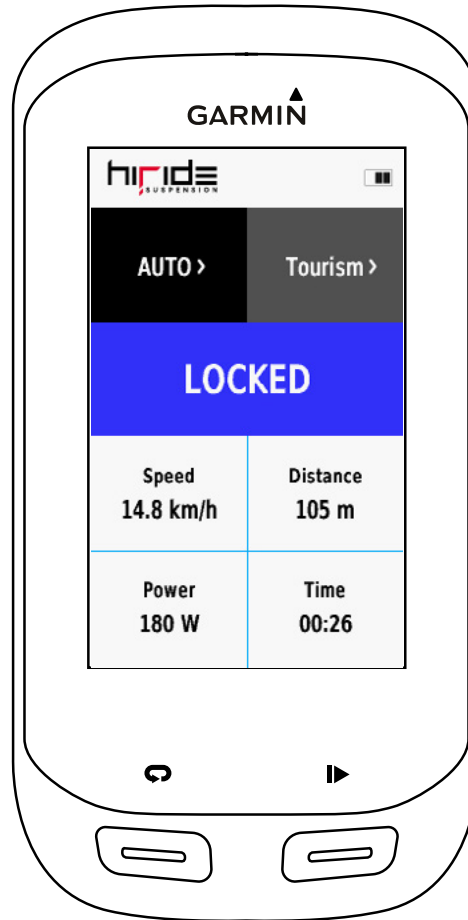 GARMIN
hiride
SUSPENSION
AUTO >
Tourism >
LOCKED
Speed
14.8 km/h
Distance
105 m
Power
180 W
Time
00:26